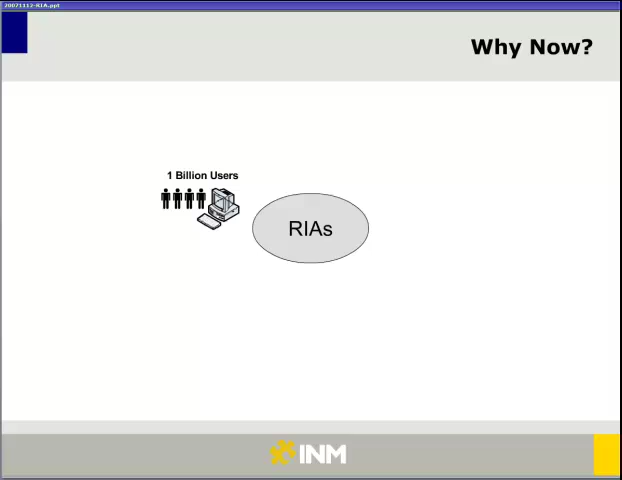 20071112-RIA.ppt
Why Now?
1 Billion Users
RIAs
INM